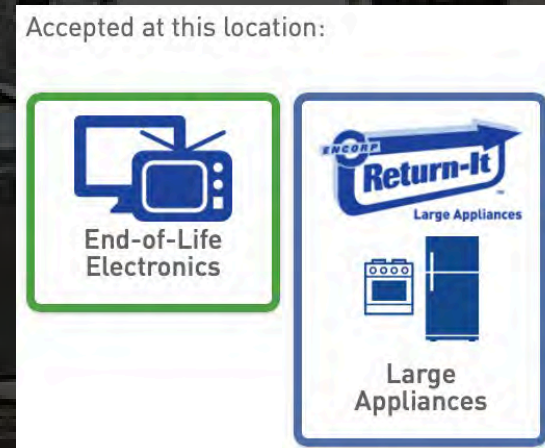 Accepted at this location:
End-of-Life
Electronics
ENCORP
Return-It
Large Appliances
Large
Appliances